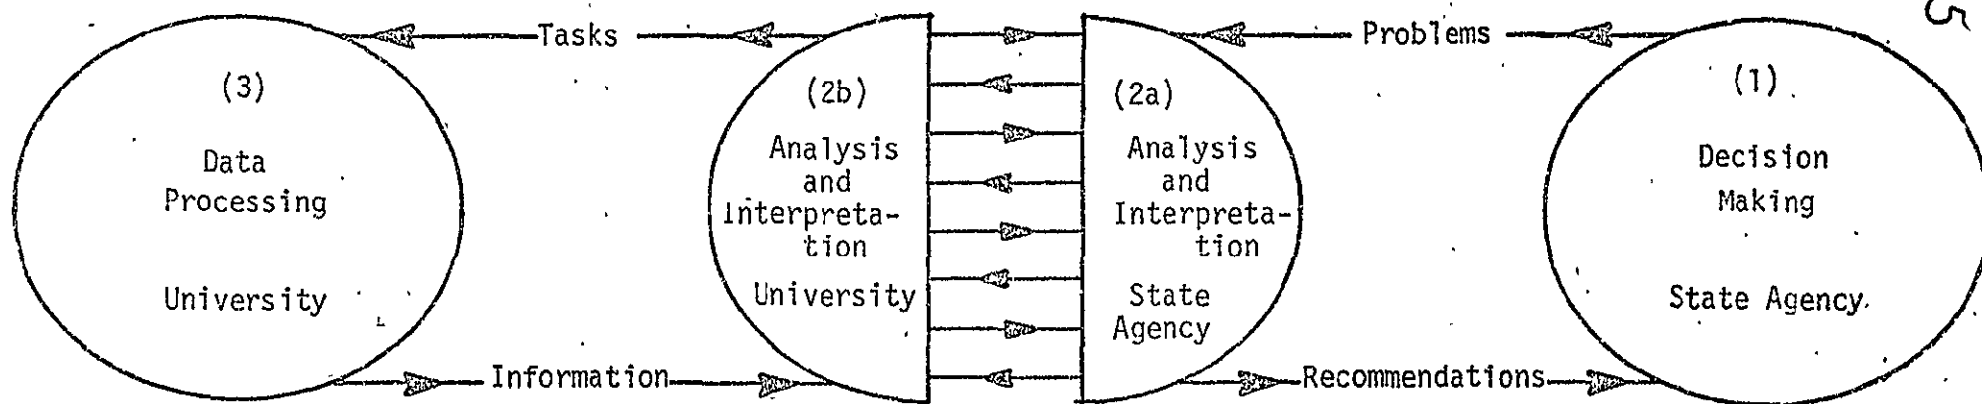 5
Tasks
Problems
(3)
Data
Processing
University
(2b)
Analysis
and
Interpreta-
tion
University
(2a)
Analysis
and
Interpreta-
tion
State
Agency
(1)
Decision
Making
State Agency
Information
Recommendations